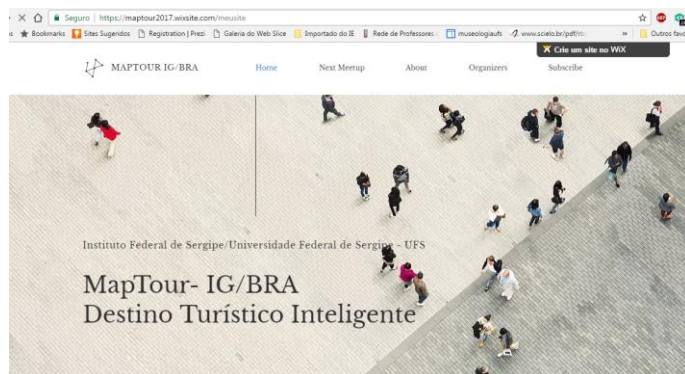 Seguro | https://maptour2017.wixsite.com/meusite
Bookmarks Sites Sugeridos Registration | Prezi Galeria do Web Slice Importado do IE Rede de Professores museologiaufs www.scielo.br/pdf/rb » Outros favo
Crie um site no WiX
MAPTOUR IG/BRA Home Next Meetup About Organizers Subscribe
Instituto Federal de Sergipe/Universidade Federal de Sergipe - UFS
MapTour- IG/BRA
Destino Turístico Inteligente